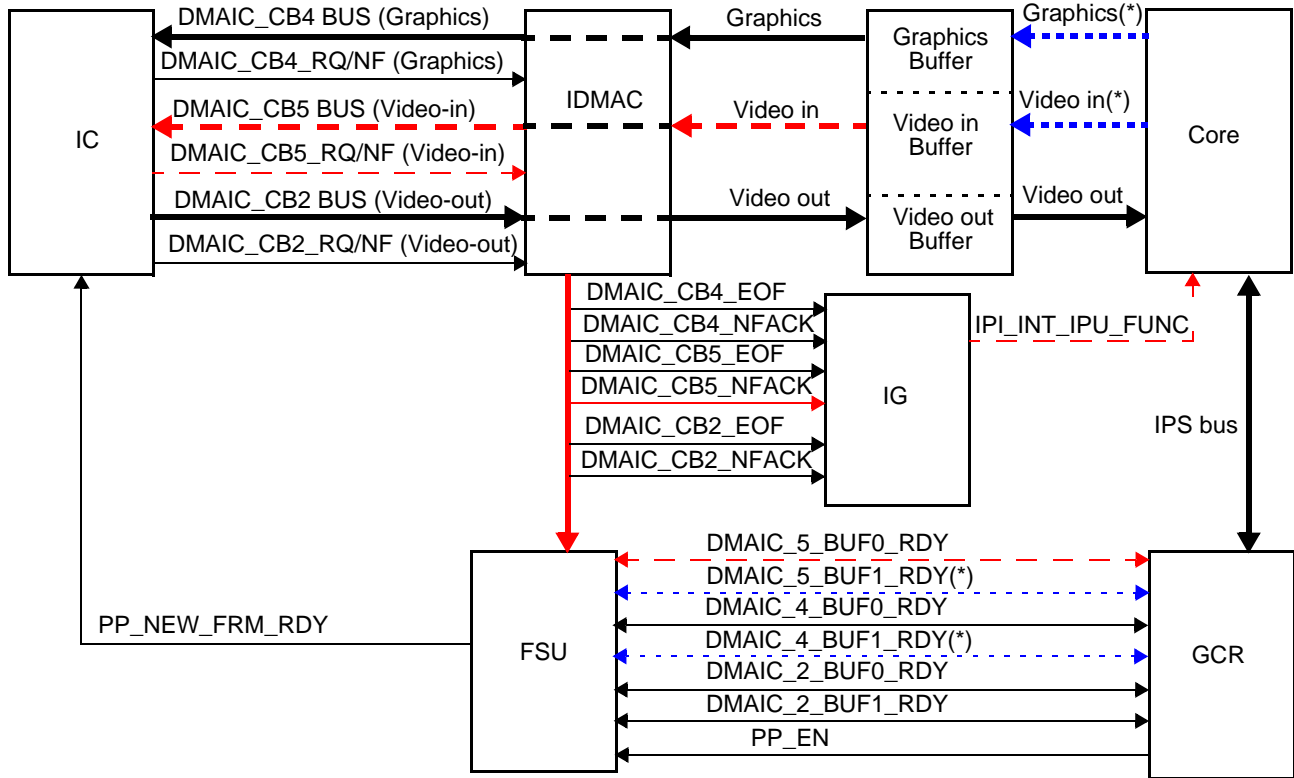 DMAIC_CB4 BUS (Graphics)
Graphics
Graphics(*)
DMAIC_CB4_RQ/NF (Graphics)
Graphics
Buffer
IDMAC
DMAIC_CB5 BUS (Video-in)
Video in
Video in(*)
IC
Video in
Buffer
Core
DMAIC_CB5_RQ/NF (Video-in)
DMAIC_CB2 BUS (Video-out)
Video out
Video out
Video out
Buffer
DMAIC_CB2_RQ/NF (Video-out)
DMAIC_CB4_EOF
DMAIC_CB4_NFACK
IPI_INT_IPU_FUNC
DMAIC_CB5_EOF
DMAIC_CB5_NFACK
IG
DMAIC_CB2_EOF
IPS bus
DMAIC_CB2_NFACK
DMAIC_5_BUF0_RDY
DMAIC_5_BUF1_RDY(*)
DMAIC_4_BUF0_RDY
PP_NEW_FRM_RDY
DMAIC_4_BUF1_RDY(*)
FSU
GCR
DMAIC_2_BUF0_RDY
DMAIC_2_BUF1_RDY
PP_EN